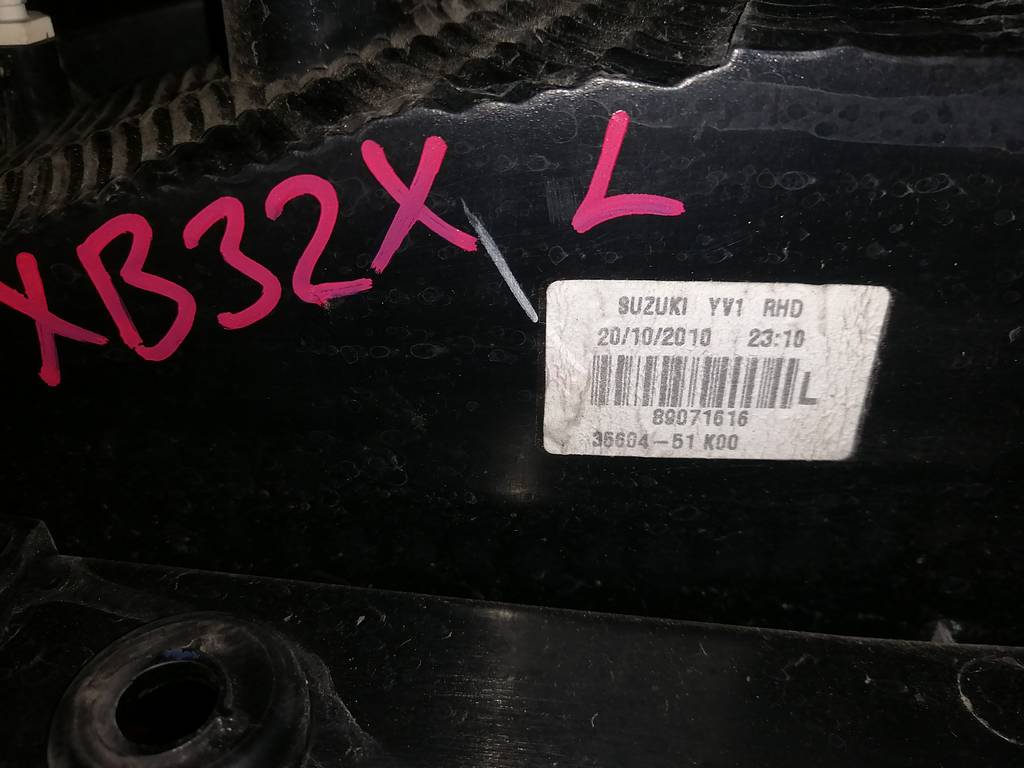 XB32X L
SUZUKI YV1 RHD
20/10/2010 23:10
L
89071616
35604-51K00